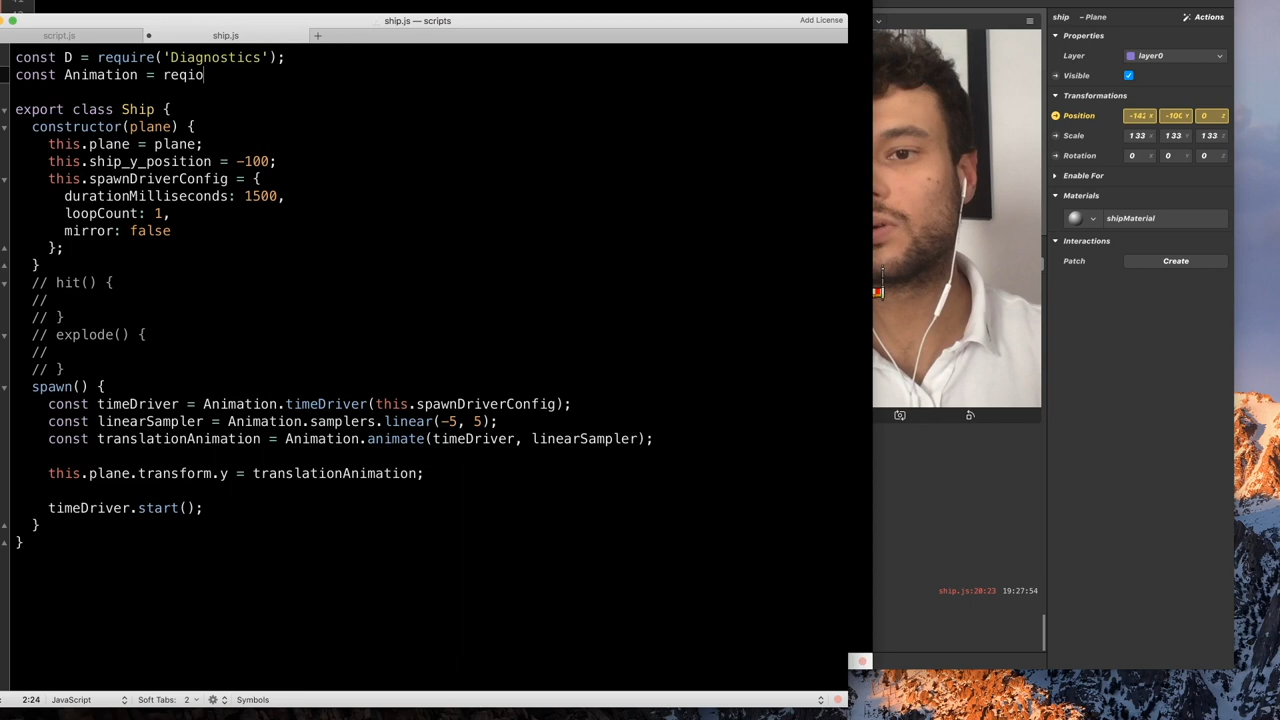 ship.js — scripts
Add License
script.js
ship.js
+
const D = require('Diagnostics');
const Animation = reqio
export class Ship {
constructor(plane) {
this.plane = plane;
this.ship_y_position = -100;
this.spawnDriverConfig = {
durationMilliseconds: 1500,
loopCount: 1,
mirror: false
};
}
// hit() {
//
// }
// explode() {
//
// }
spawn() {
const timeDriver = Animation.timeDriver(this.spawnDriverConfig);
const linearSampler = Animation.samplers.linear(-5, 5);
const translationAnimation = Animation.animate(timeDriver, linearSampler);
this.plane.transform.y = translationAnimation;
timeDriver.start();
}
}
2:24 JavaScript Soft Tabs: 2 Symbols
ship.js:20:23 19:27:54
ship – Plane Actions
Properties
Layer layer0
Visible
Transformations
Position -142 X -100 Y 0 Z
Scale 1 33 X 1 33 Y 1 33 Z
Rotation 0 X 0 Y 0 Z
Enable For
Materials
shipMaterial
Interactions
Patch Create